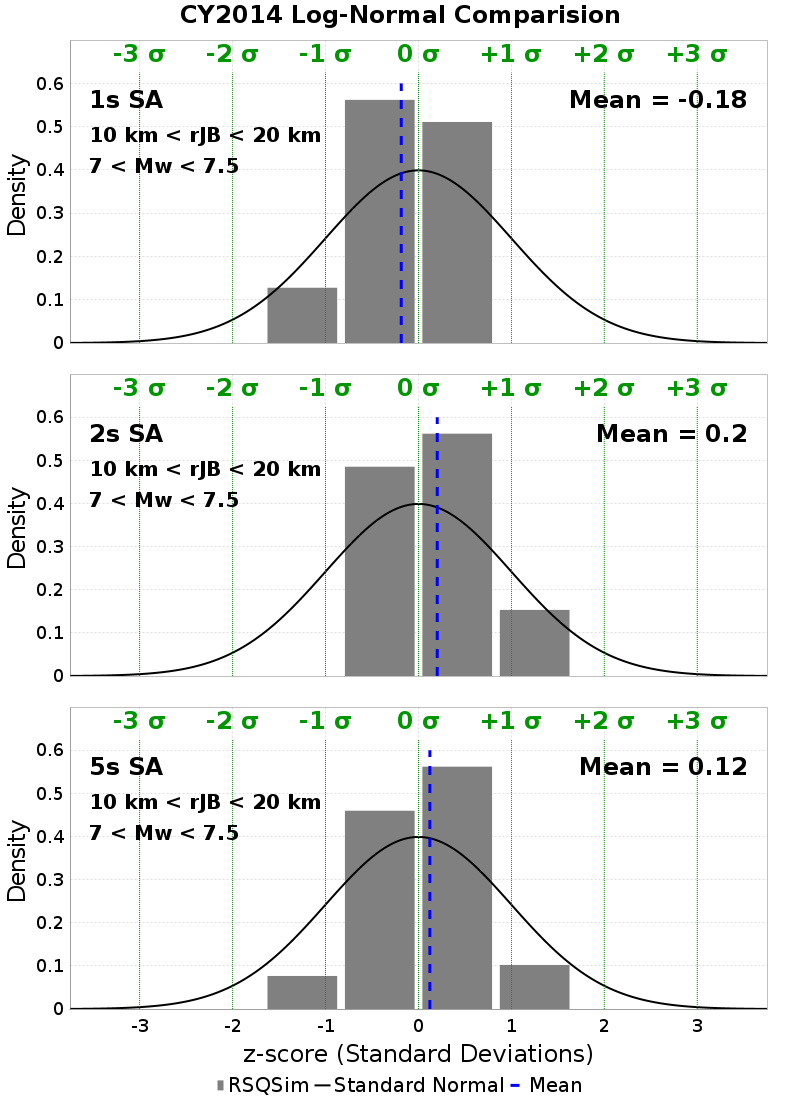 CY2014 Log-Normal Comparision
-3 σ -2 σ -1 σ 0 σ +1 σ +2 σ +3 σ
0.6
1s SA Mean = -0.18
0.5
10 km < rJB < 20 km
7 < Mw < 7.5
0.4
Density
0.3
0.2
0.1
0
-3 σ -2 σ -1 σ 0 σ +1 σ +2 σ +3 σ
0.6
2s SA Mean = 0.2
0.5
10 km < rJB < 20 km
7 < Mw < 7.5
0.4
Density
0.3
0.2
0.1
0
-3 σ -2 σ -1 σ 0 σ +1 σ +2 σ +3 σ
0.6
5s SA Mean = 0.12
0.5
10 km < rJB < 20 km
7 < Mw < 7.5
0.4
Density
0.3
0.2
0.1
0
-3 -2 -1 0 1 2 3
z-score (Standard Deviations)
RSQSim Standard Normal Mean